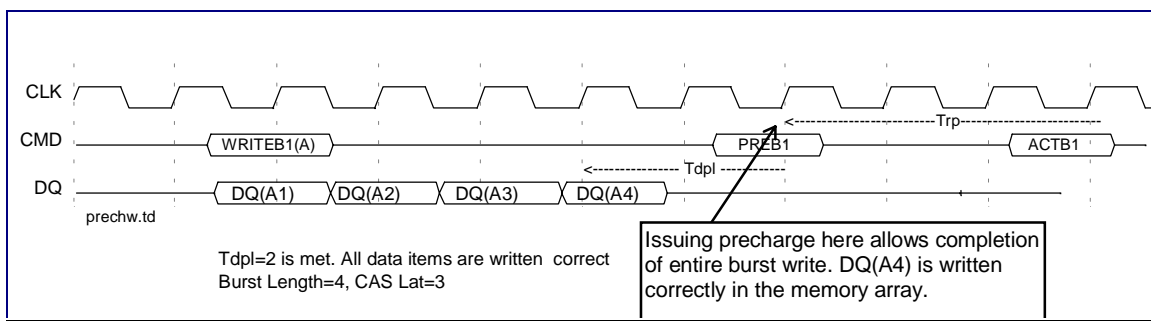 CLK
<---------------------------Trp----------------------------
CMD
WRITEB1(A)
PREB1
ACTB1
<--------------- Tdpl ----------
DQ
DQ(A1)
DQ(A2)
DQ(A3)
DQ(A4)
prechw.td
Tdpl=2 is met. All data items are written correct
Burst Length=4, CAS Lat=3
Issuing precharge here allows completion
of entire burst write. DQ(A4) is written
correctly in the memory array.